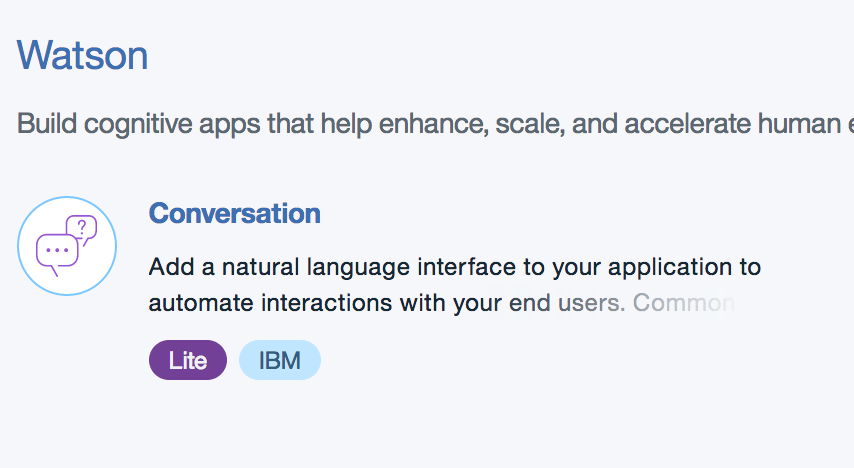 Watson
Build cognitive apps that help enhance, scale, and accelerate human
Conversation
Add a natural language interface to your application to
automate interactions with your end users. Common
Lite IBM